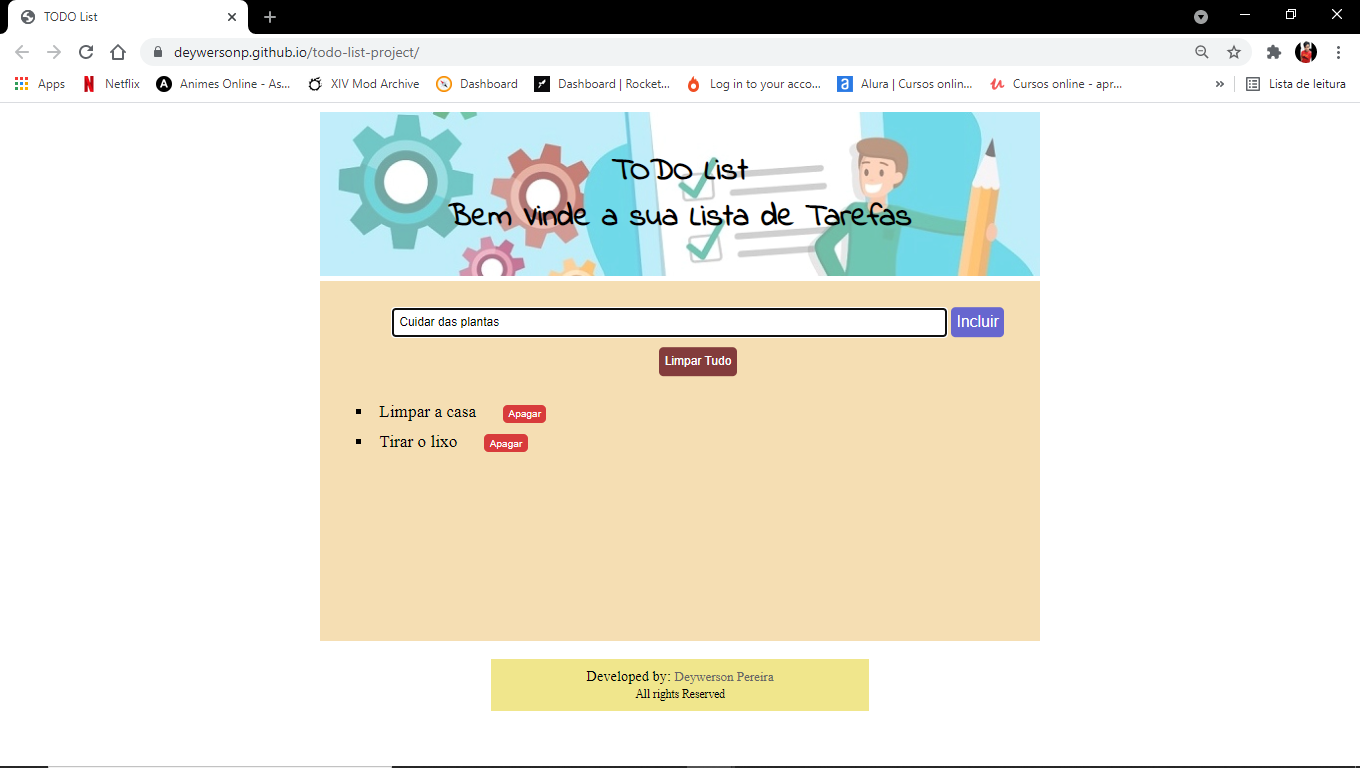 TODO List
deywersonp.github.io/todo-list-project/
Apps Netflix Animes Online - As... XIV Mod Archive Dashboard Dashboard | Rocket... Log in to your acco... Alura | Cursos onlin... Cursos online - apr... » Lista de leitura
TODO List
Bem Vinde a sua Lista de Tarefas
Cuidar das plantas Incluir
Limpar Tudo
Limpar a casa Apagar
Tirar o lixo Apagar
Developed by: Deywerson Pereira
All rights Reserved